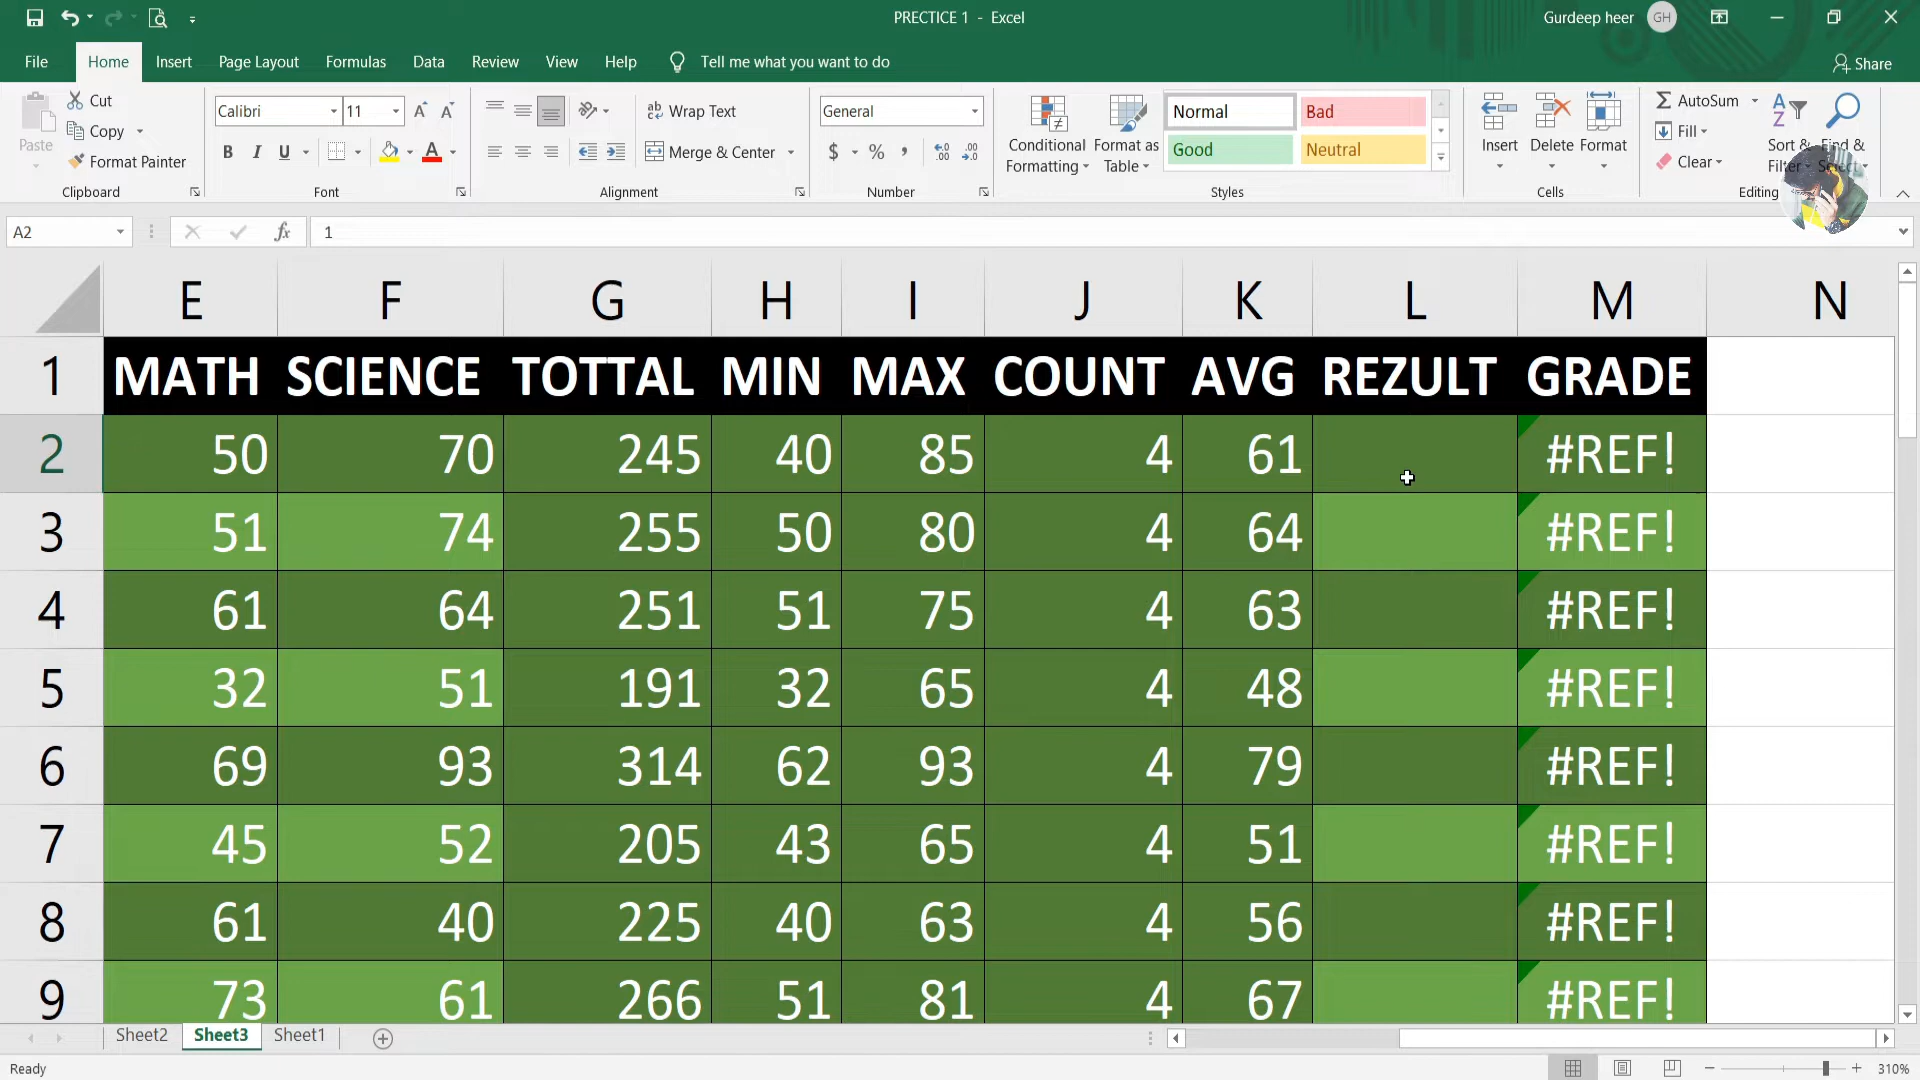 PRECTICE 1 - Excel
Gurdeep heer
GH
File Home Insert Page Layout Formulas Data Review View Help Tell me what you want to do
Share
Paste
Cut
Copy
Format Painter
Clipboard
Calibri 11
B I U A
Font
Wrap Text
Merge & Center
Alignment
General
$ % ,
Number
Conditional Formatting
Format as Table
Normal Bad
Good Neutral
Styles
Insert Delete Format
Cells
AutoSum
Fill
Clear
Sort & Filter
Find & Select
Editing
A2 fx 1
E F G H I J K L M N
1 MATH SCIENCE TOTTAL MIN MAX COUNT AVG REZULT GRADE
2 50 70 245 40 85 4 61 #REF!
3 51 74 255 50 80 4 64 #REF!
4 61 64 251 51 75 4 63 #REF!
5 32 51 191 32 65 4 48 #REF!
6 69 93 314 62 93 4 79 #REF!
7 45 52 205 43 65 4 51 #REF!
8 61 40 225 40 63 4 56 #REF!
9 73 61 266 51 81 4 67 #REF!
Sheet2 Sheet3 Sheet1
Ready
310%